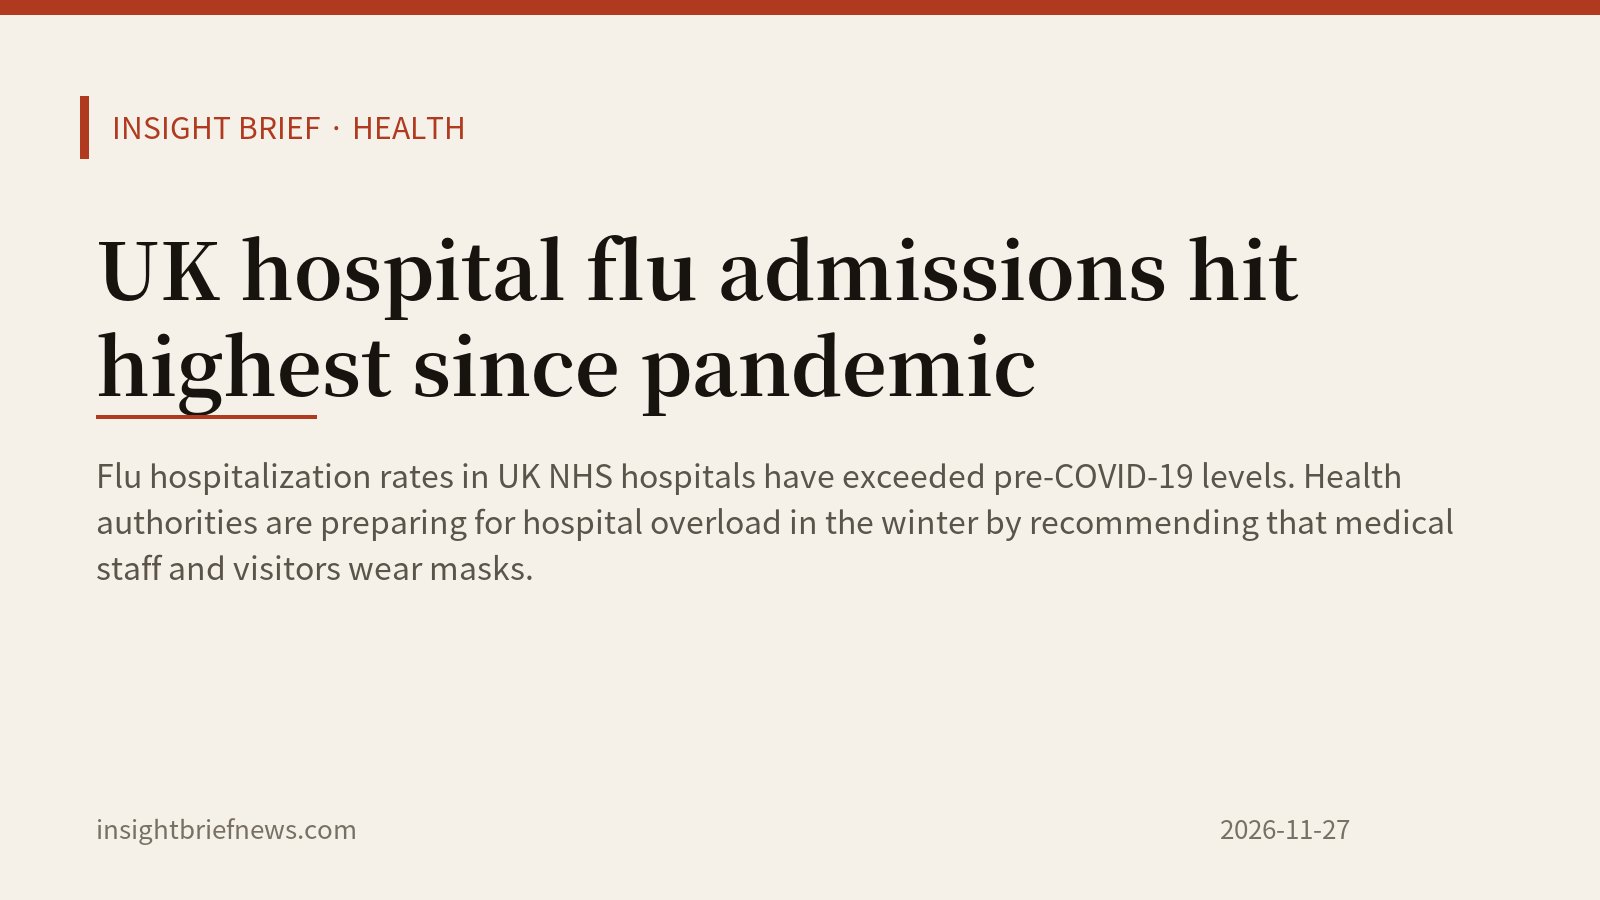 INSIGHT BRIEF · HEALTH
UK hospital flu admissions hit
highest since pandemic
Flu hospitalization rates in UK NHS hospitals have exceeded pre-COVID-19 levels. Health
authorities are preparing for hospital overload in the winter by recommending that medical
staff and visitors wear masks.
insightbriefnews.com
2026-11-27